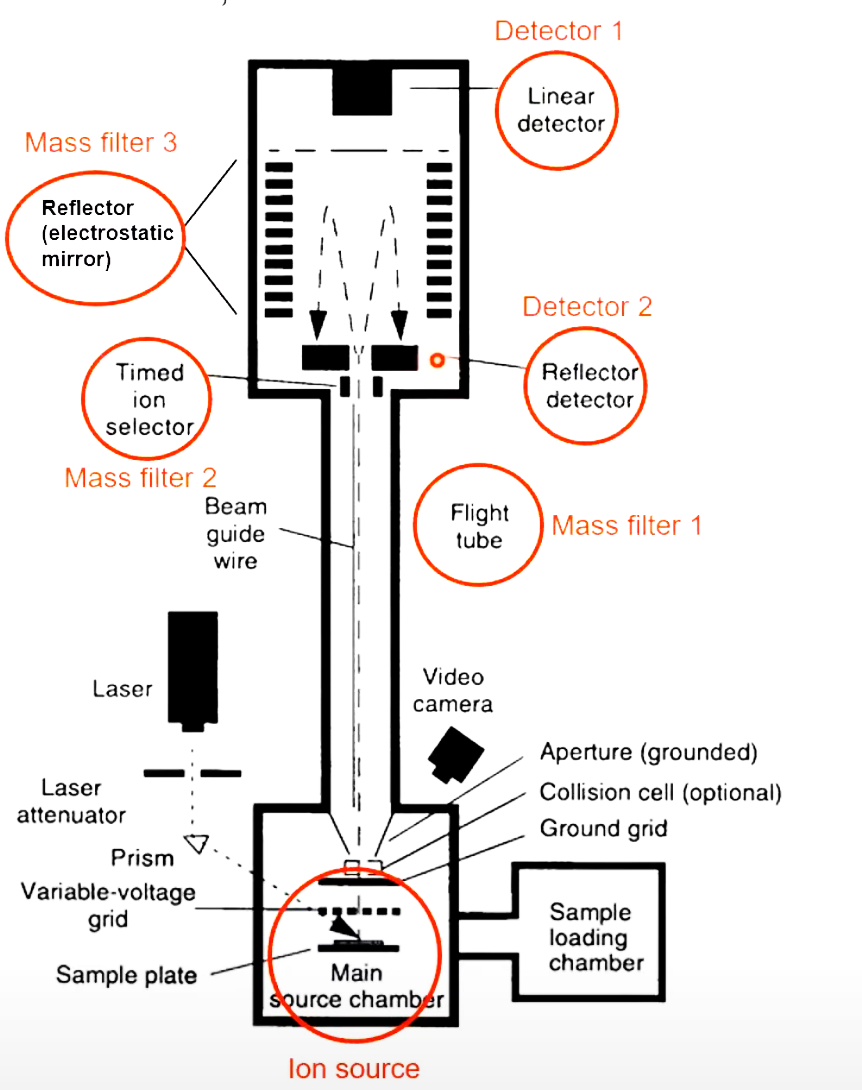 Detector 1
Linear
detector
Mass filter 3
Reflector
(electrostatic
mirror)
Detector 2
Timed
ion
selector
Reflector
detector
Mass filter 2
Beam
guide
wire
Flight
tube
Mass filter 1
Laser
Video
camera
Aperture (grounded)
Laser
attenuator
Collision cell (optional)
Ground grid
Prism
Variable-voltage
grid
Sample
loading
chamber
Sample plate
Main
source chamber
Ion source